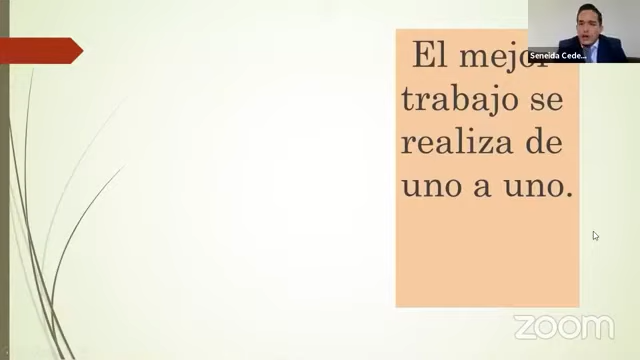 Seneida Cede...
El mejor
trabajo se
realiza de
uno a uno.
zoom